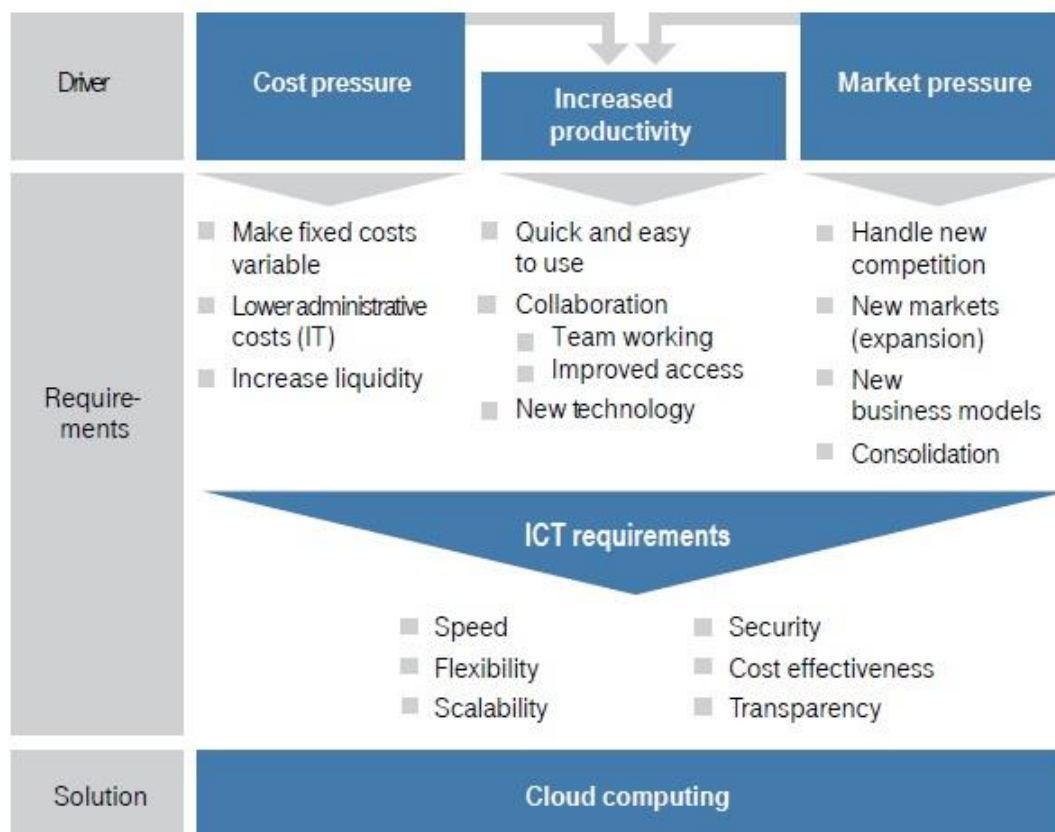 Driver
Cost pressure
Increased
productivity
Market pressure
Require-
ments
Make fixed costs
variable
Lower administrative
costs (IT)
Increase liquidity
Quick and easy
to use
Collaboration
Team working
Improved access
New technology
Handle new
competition
New markets
(expansion)
New
business models
Consolidation
ICT requirements
Speed
Flexibility
Scalability
Security
Cost effectiveness
Transparency
Solution
Cloud computing